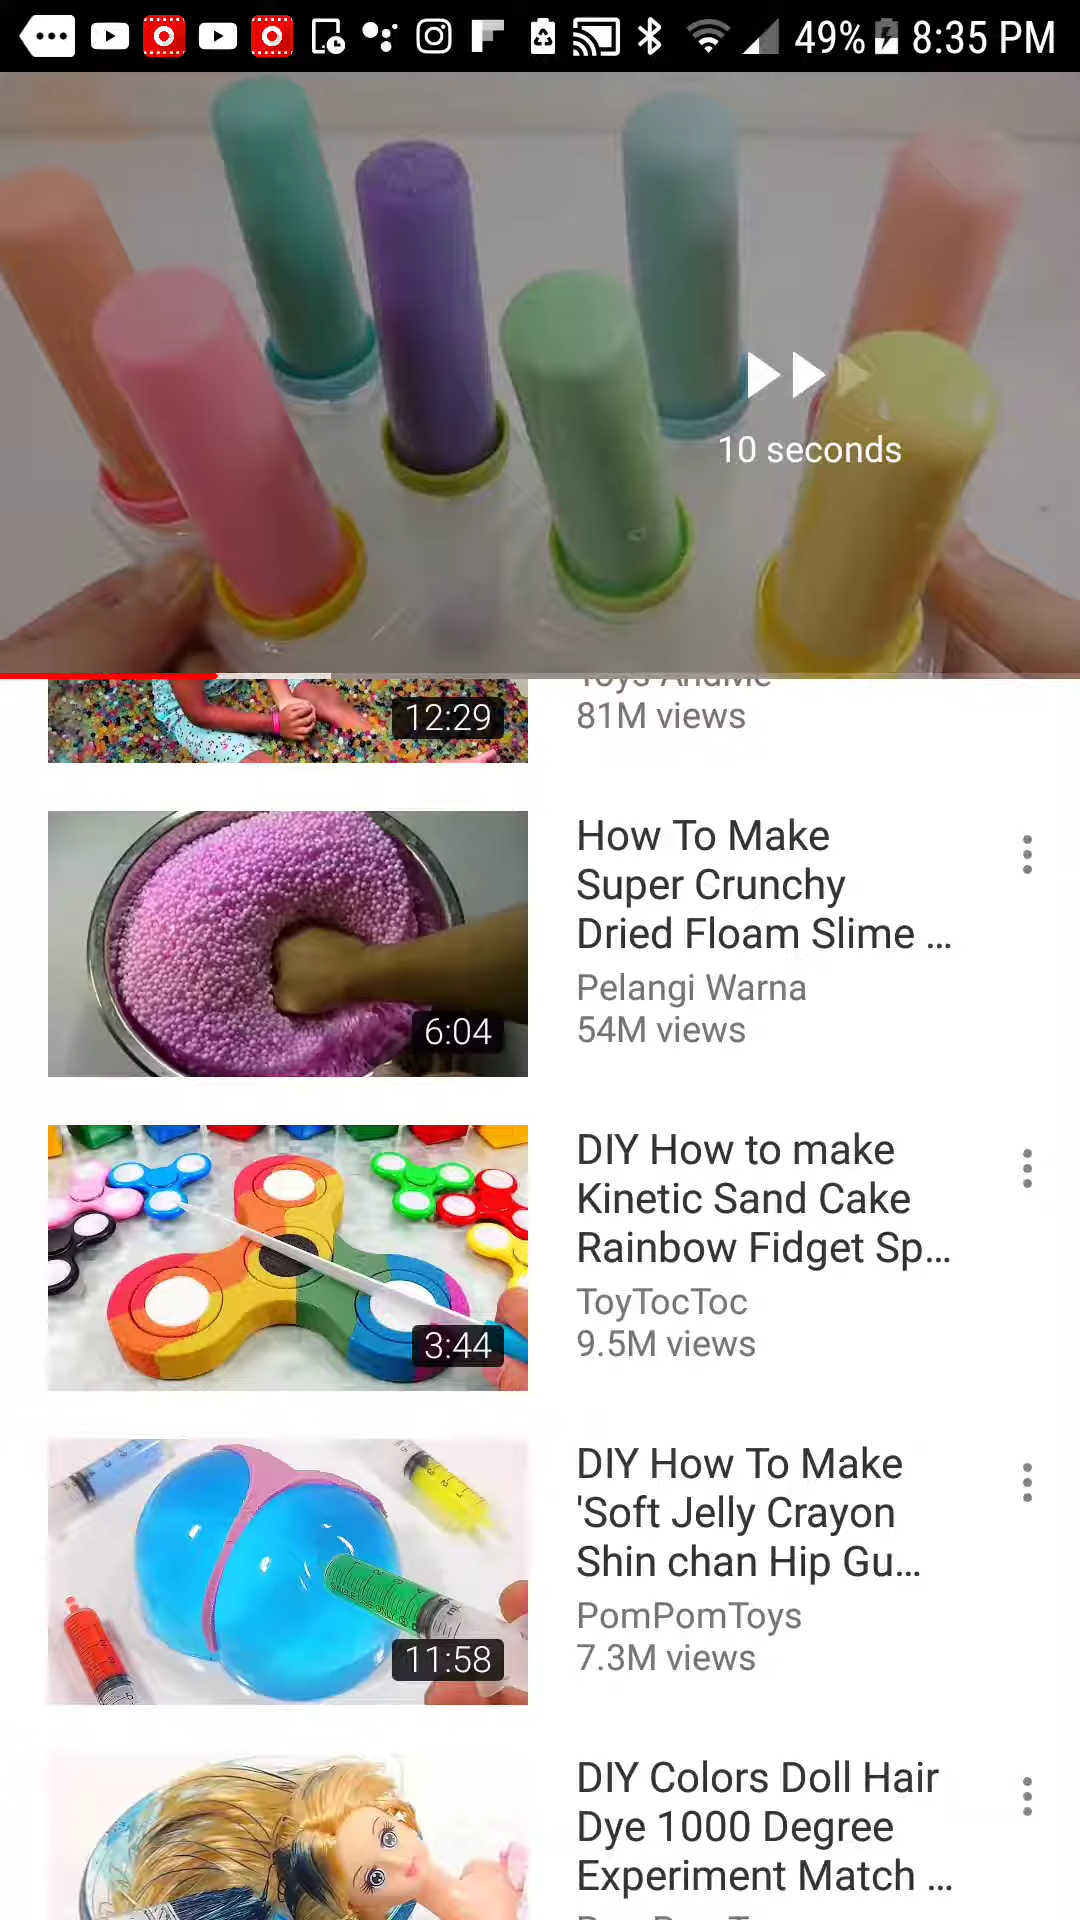 49% 8:35 PM
10 seconds
12:29
81M views
How To Make
Super Crunchy
Dried Floam Slime ...
Pelangi Warna
54M views
6:04
DIY How to make
Kinetic Sand Cake
Rainbow Fidget Sp...
ToyTocToc
9.5M views
3:44
DIY How To Make
'Soft Jelly Crayon
Shin chan Hip Gu...
PomPomToys
7.3M views
11:58
DIY Colors Doll Hair
Dye 1000 Degree
Experiment Match ...